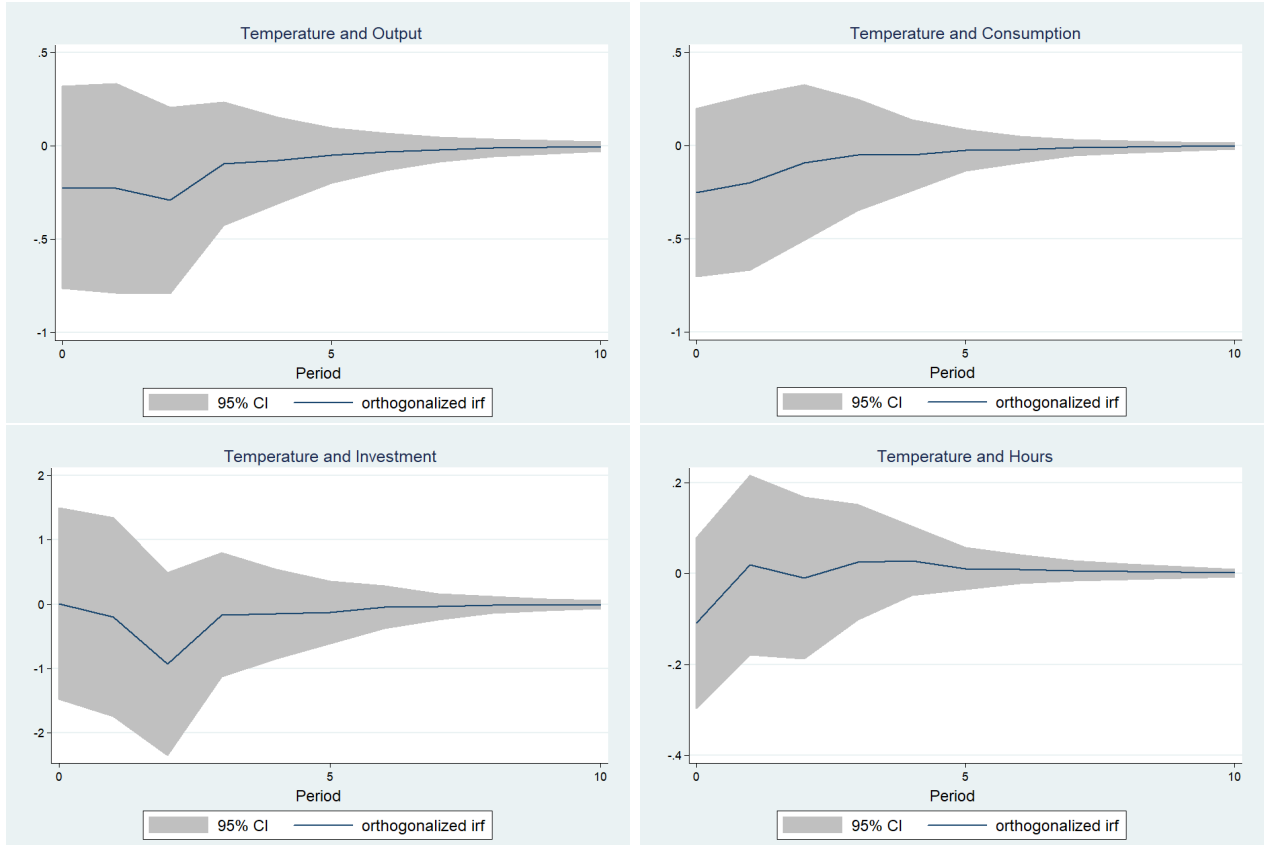 Temperature and Output
.5
0
-.5
-1
0 5 10
Period
95% CI orthogonalized irf
Temperature and Consumption
.5
0
-.5
-1
0 5 10
Period
95% CI orthogonalized irf
Temperature and Investment
2
1
0
-1
-2
0 5 10
Period
95% CI orthogonalized irf
Temperature and Hours
.2
0
-.2
-.4
0 5 10
Period
95% CI orthogonalized irf